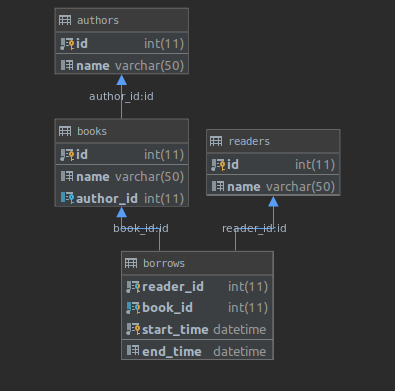 authors
id int(11)
name varchar(50)
author_id:id
books
id int(11)
name varchar(50)
author_id int(11)
readers
id int(11)
name varchar(50)
book_id:id
reader_id:id
borrows
reader_id int(11)
book_id int(11)
start_time datetime
end_time datetime